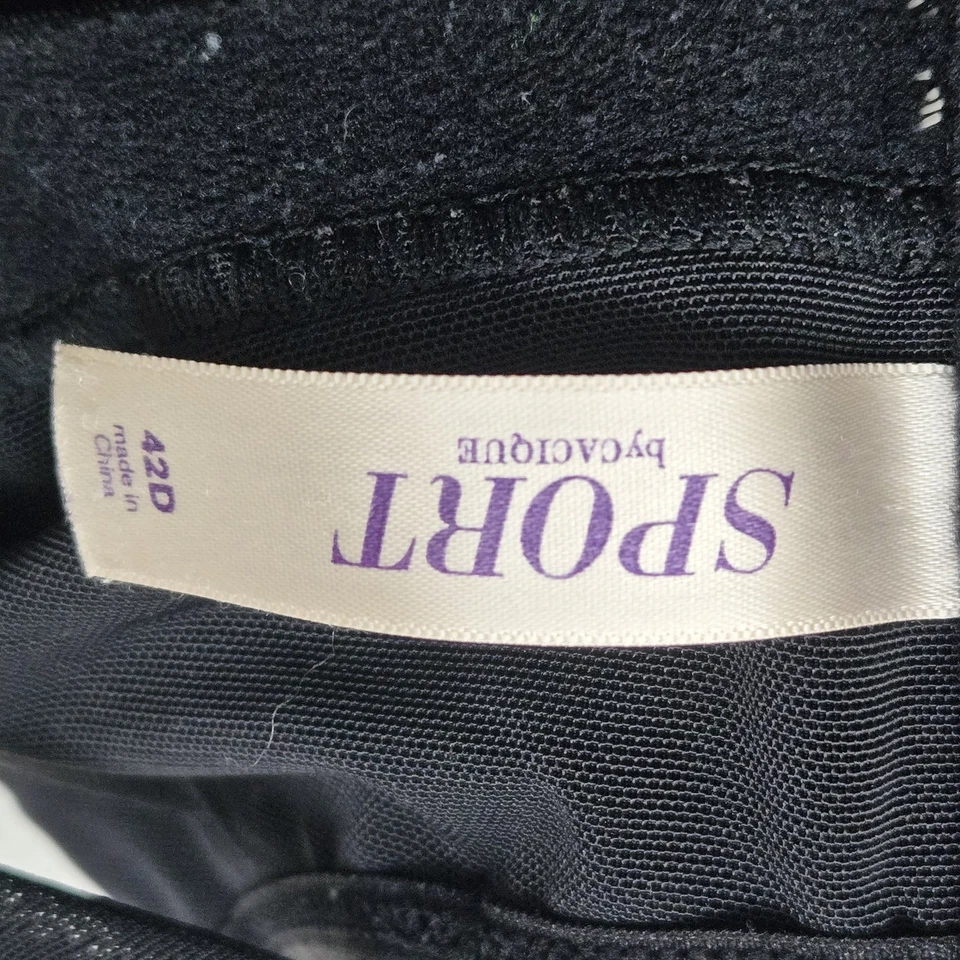 SPORT
byCACIQUE
42D
made in
China